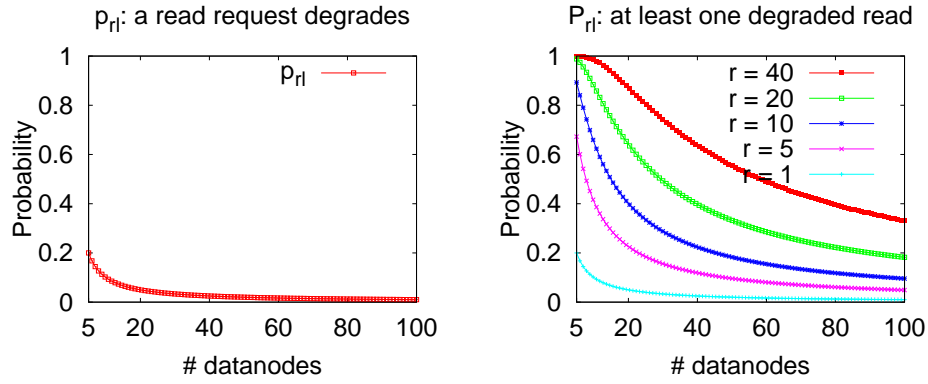 p_rl: a read request degrades
Probability
1
0.8
0.6
0.4
0.2
0
p_rl
5 20 40 60 80 100
# datanodes
P_rl: at least one degraded read
Probability
1
0.8
0.6
0.4
0.2
0
r = 40
r = 20
r = 10
r = 5
r = 1
5 20 40 60 80 100
# datanodes